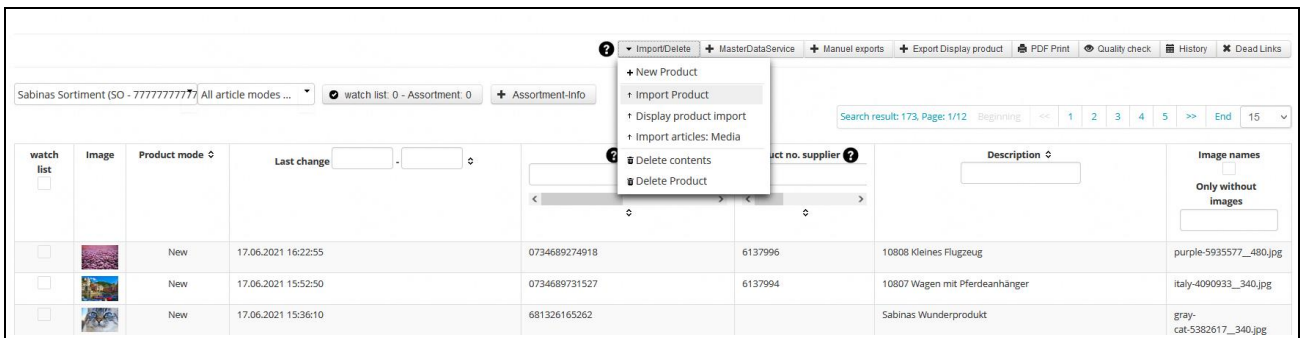 Import/Delete MasterDataService Manuel exports Export Display product PDF Print Quality check History Dead Links
New Product
Import Product
Display product import
Import articles: Media
Delete contents
Delete Product
Sabinas Sortiment (SO - 77777777777 All article modes ... watch list: 0 - Assortment: 0 Assortment-Info
Search result: 173, Page: 1/12 Beginning << 1 2 3 4 5 >> End 15
watch list Image Product mode Last change - uct no. supplier Description Image names
Only without images
New 17.06.2021 16:22:55 0734689274918 6137996 10808 Kleines Flugzeug purple-5935577__480.jpg
New 17.06.2021 15:52:50 0734689731527 6137994 10807 Wagen mit Pferdeanhänger italy-4090933__340.jpg
New 17.06.2021 15:36:10 681326165262 Sabinas Wunderprodukt gray-
cat-5382617__340.jpg